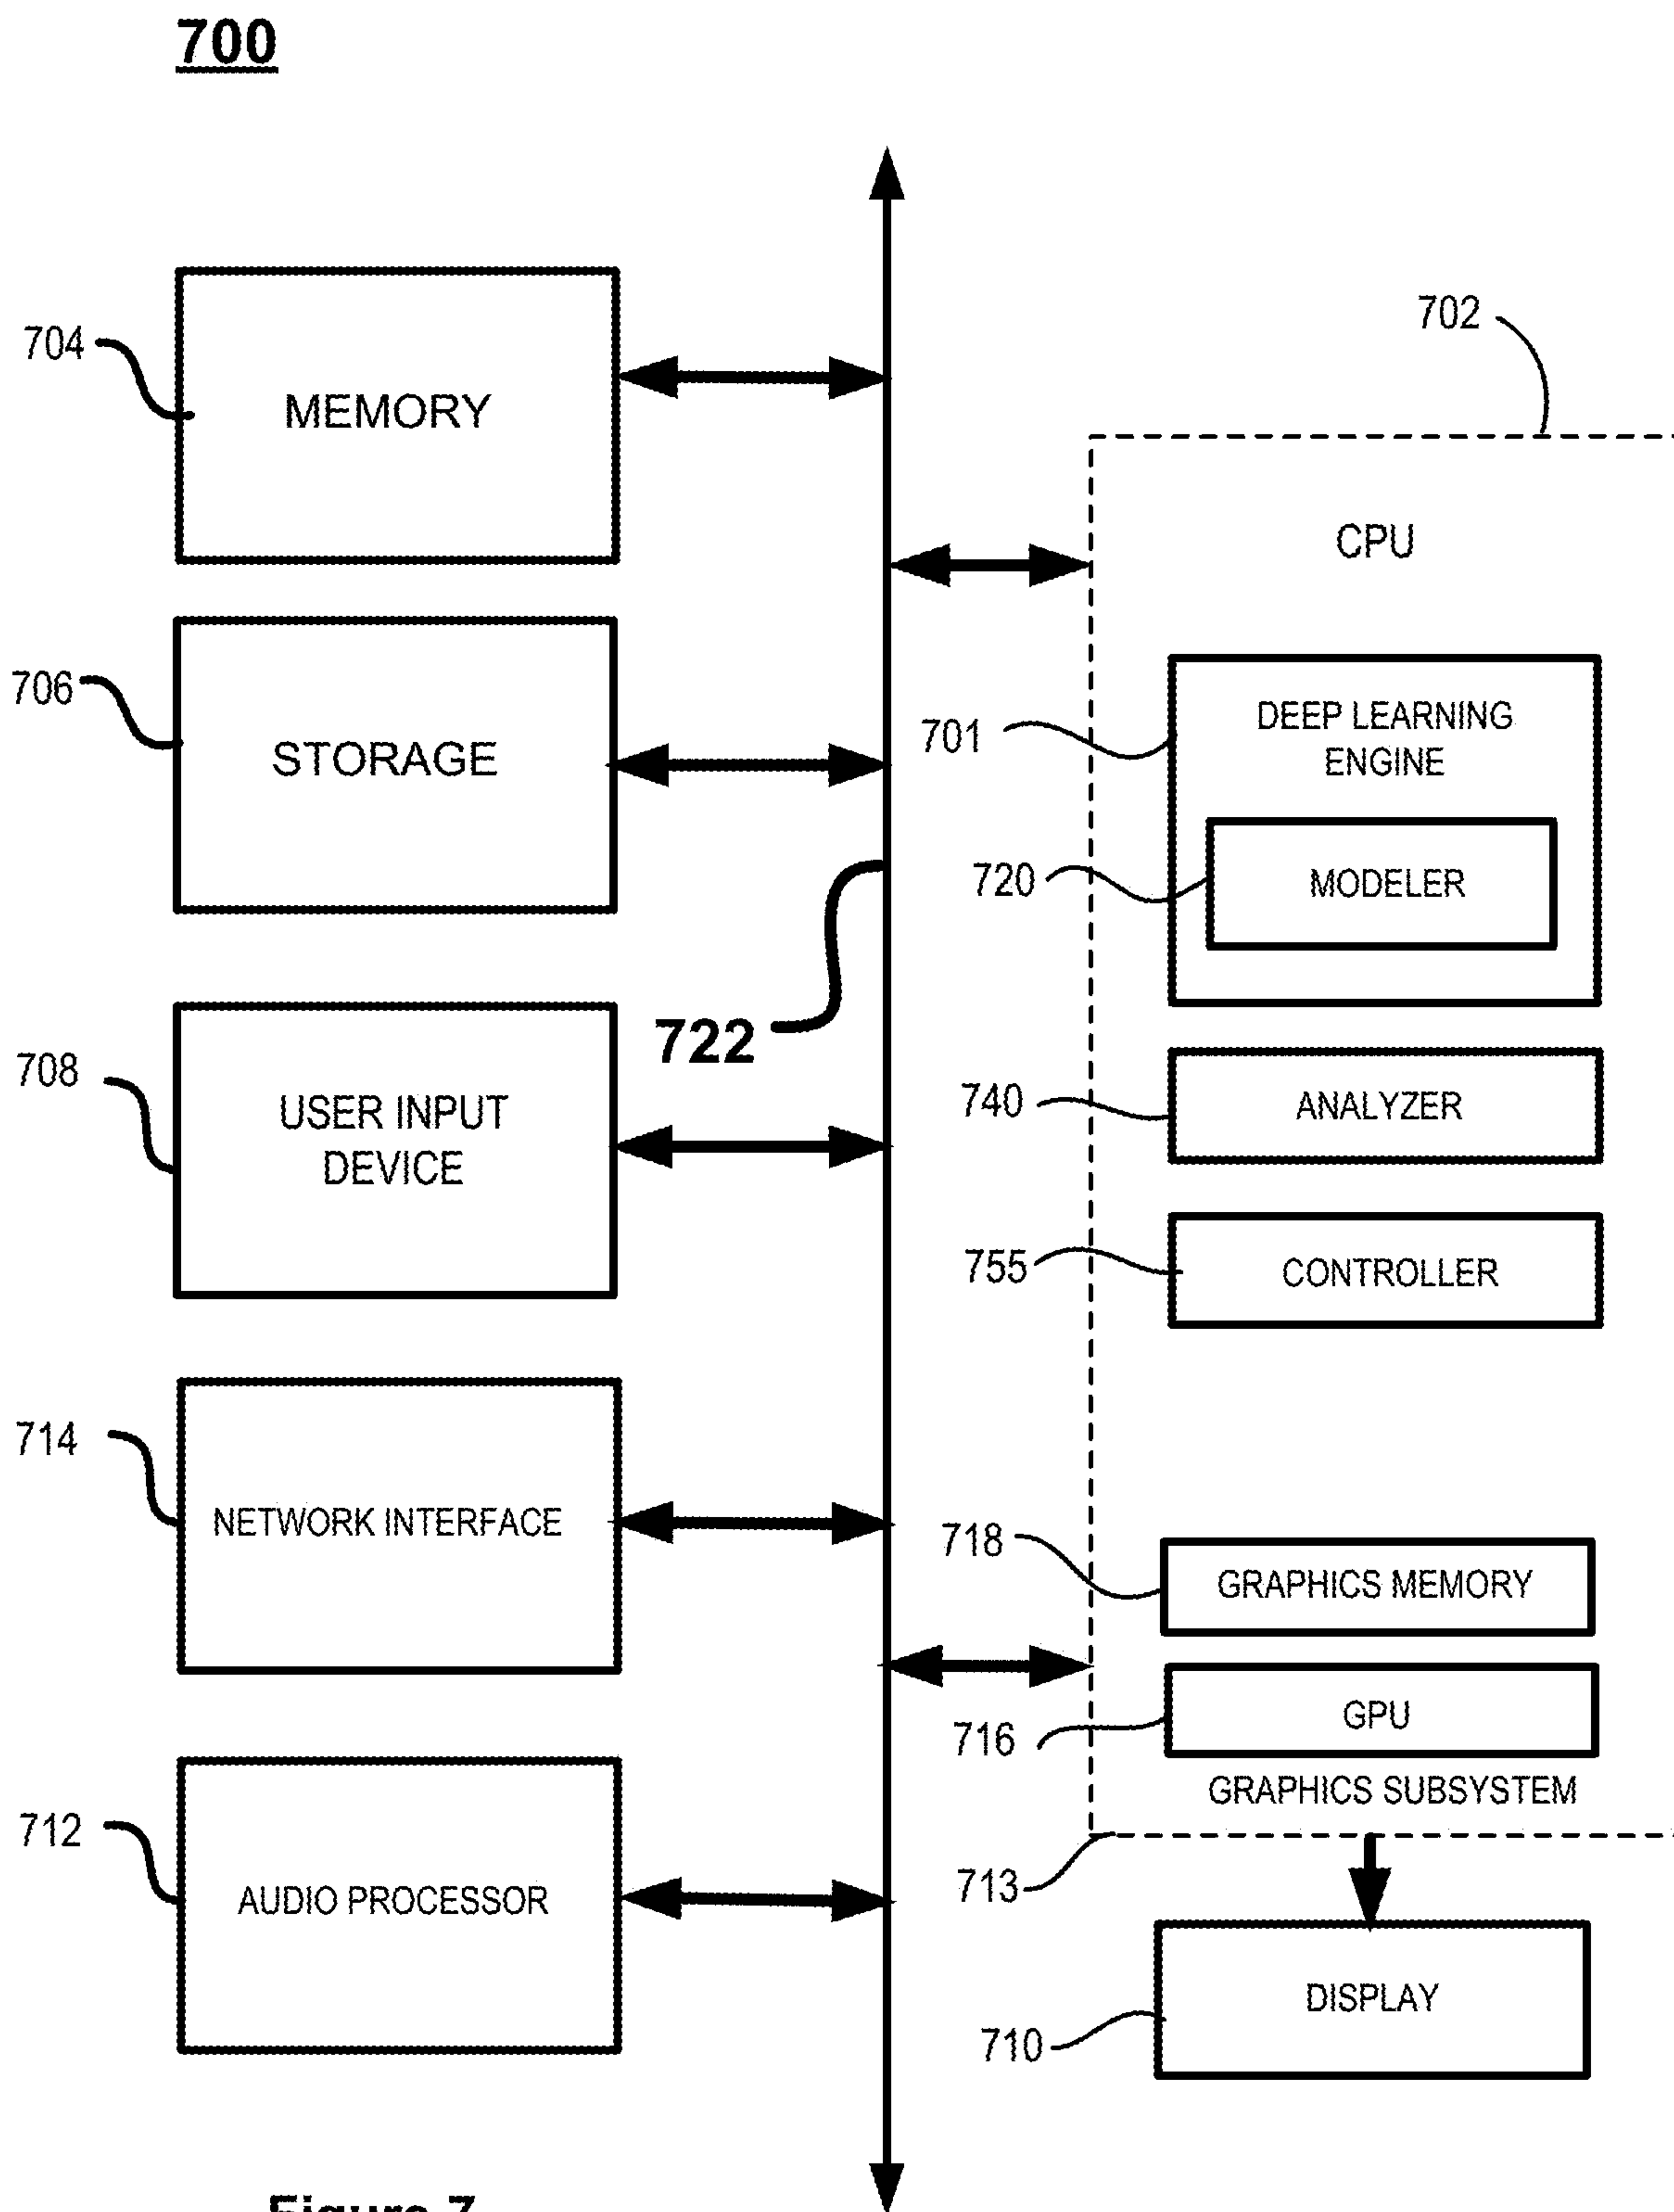 700
704
MEMORY
706
STORAGE
708
USER INPUT
DEVICE
722
714
NETWORK INTERFACE
712
AUDIO PROCESSOR
702
CPU
701
DEEP LEARNING
ENGINE
720
MODELER
740
ANALYZER
755
CONTROLLER
718
GRAPHICS MEMORY
716
GPU
GRAPHICS SUBSYSTEM
713
710
DISPLAY
Figure 7